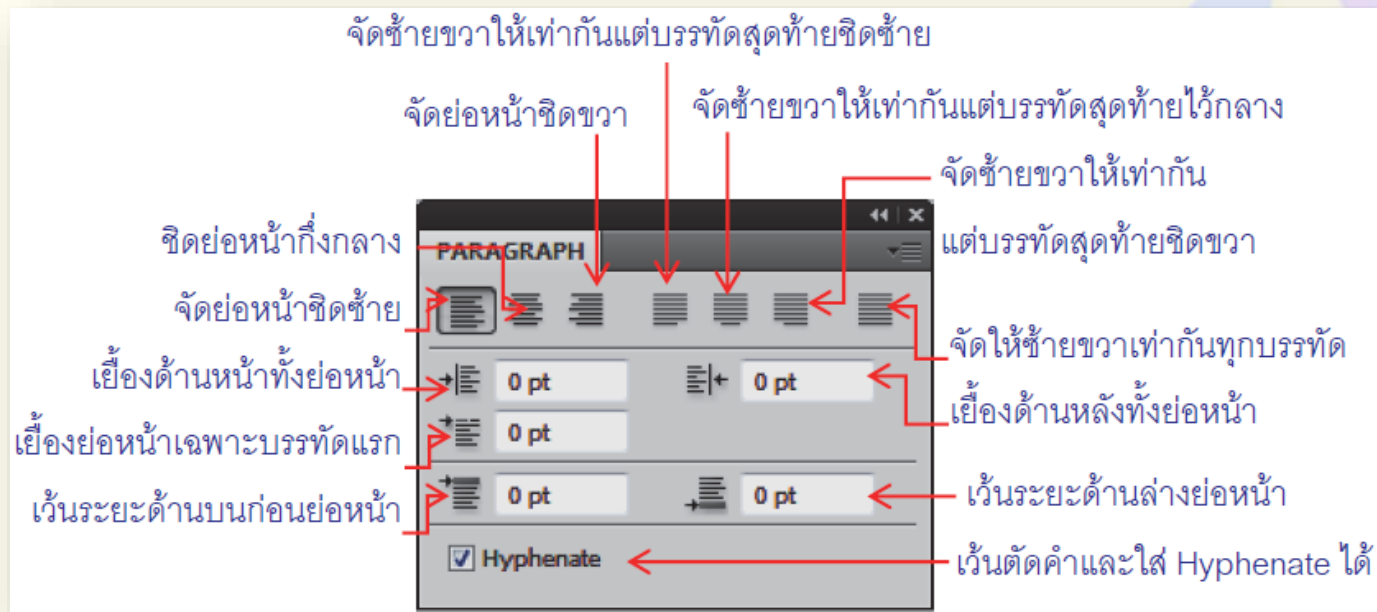 จัดซ้ายขวาให้เท่ากันแต่บรรทัดสุดท้ายชิดซ้าย
จัดย่อหน้าชิดขวา
จัดซ้ายขวาให้เท่ากันแต่บรรทัดสุดท้ายไว้กลาง
จัดซ้ายขวาให้เท่ากัน
แต่บรรทัดสุดท้ายชิดขวา
ชิดย่อหน้ากึ่งกลาง
PARAGRAPH
จัดย่อหน้าชิดซ้าย
จัดให้ซ้ายขวาเท่ากันทุกบรรทัด
เยื้องด้านหน้าทั้งย่อหน้า
0 pt
0 pt
เยื้องด้านหลังทั้งย่อหน้า
เยื้องย่อหน้าเฉพาะบรรทัดแรก
0 pt
เว้นระยะด้านบนก่อนย่อหน้า
0 pt
0 pt
เว้นระยะด้านล่างย่อหน้า
Hyphenate
เว้นตัดคำและใส่ Hyphenate ได้